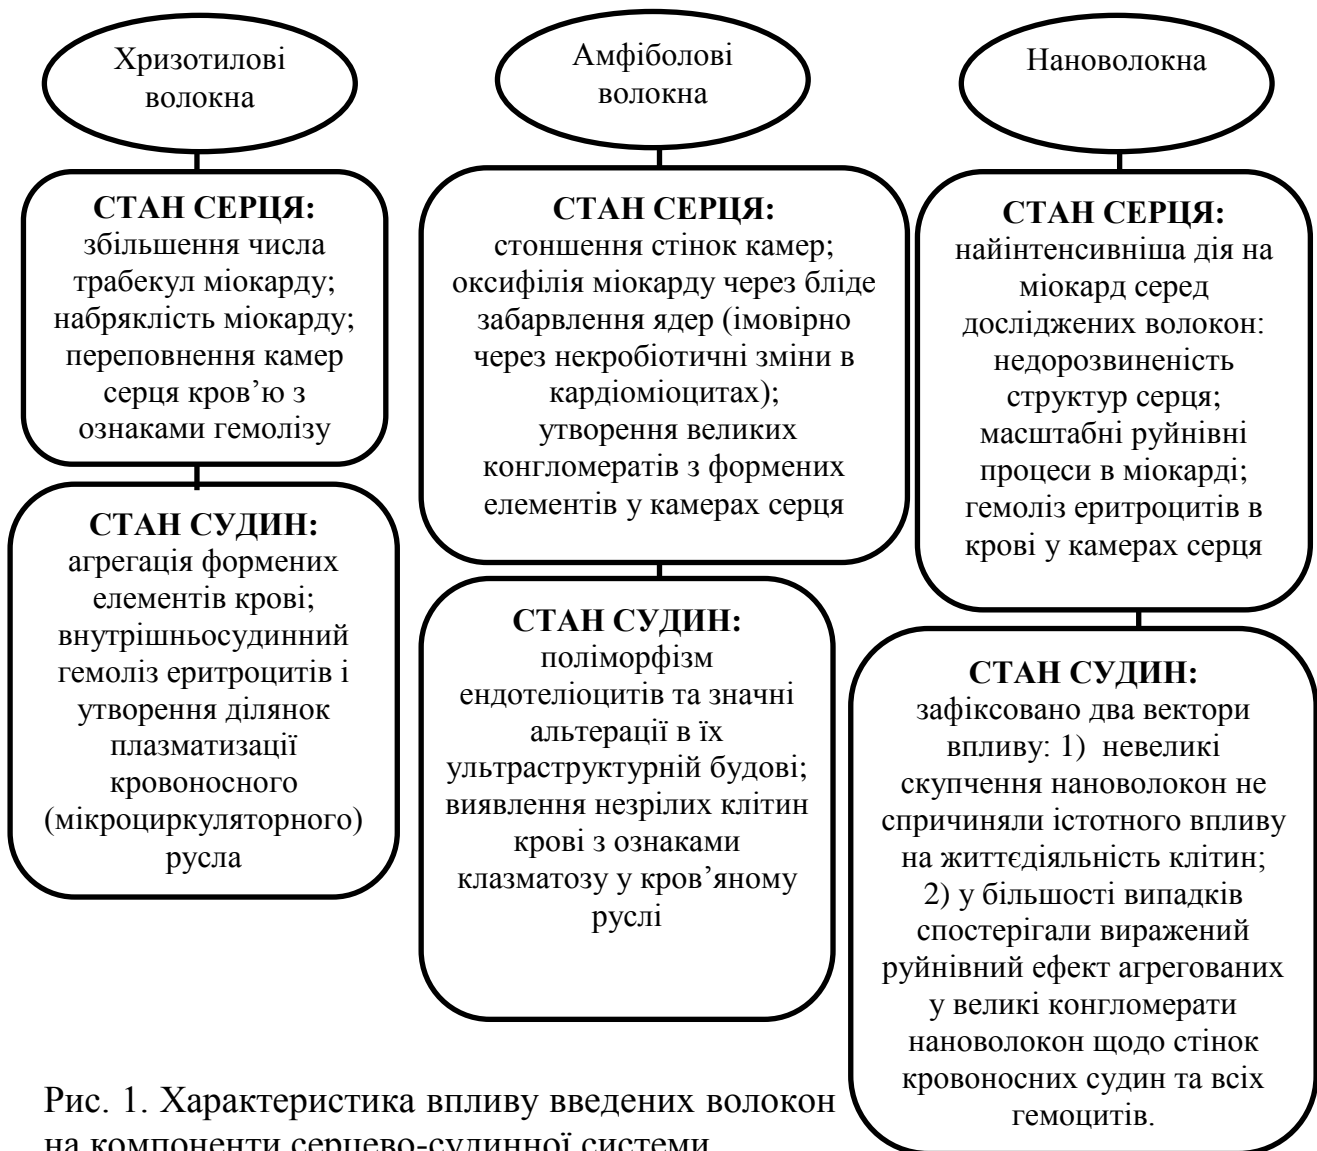 Хризотилові
волокна
СТАН СЕРЦЯ:
збільшення числа
трабекул міокарду;
набряклість міокарду;
переповнення камер
серця кров’ю з
ознаками гемолізу
СТАН СУДИН:
агрегація формених
елементів крові;
внутрішньосудинний
гемоліз еритроцитів і
утворення ділянок
плазматизації
кровоносного
(мікроциркуляторного)
русла
Амфіболові
волокна
СТАН СЕРЦЯ:
стоншення стінок камер;
оксифілія міокарду через бліде
забарвлення ядер (імовірно
через некробіотичні зміни в
кардіоміоцитах);
утворення великих
конгломератів з формених
елементів у камерах серця
СТАН СУДИН:
поліморфізм
ендотеліоцитів та значні
альтерації в їх
ультраструктурній будові;
виявлення незрілих клітин
крові з ознаками
клазматозу у кров’яному
руслі
Нановолокна
СТАН СЕРЦЯ:
найінтенсивніша дія на
міокард серед
досліджених волокон:
недорозвиненість
структур серця;
масштабні руйнівні
процеси в міокарді;
гемоліз еритроцитів в
крові у камерах серця
СТАН СУДИН:
зафіксовано два вектори
впливу: 1) невеликі
скупчення нановолокон не
спричиняли істотного впливу
на життєдіяльність клітин;
2) у більшості випадків
спостерігали виражений
руйнівний ефект агрегованих
у великі конгломерати
нановолокон щодо стінок
кровоносних судин та всіх
гемоцитів.
Рис. 1. Характеристика впливу введених волокон
на компоненти серцево-судинної системи